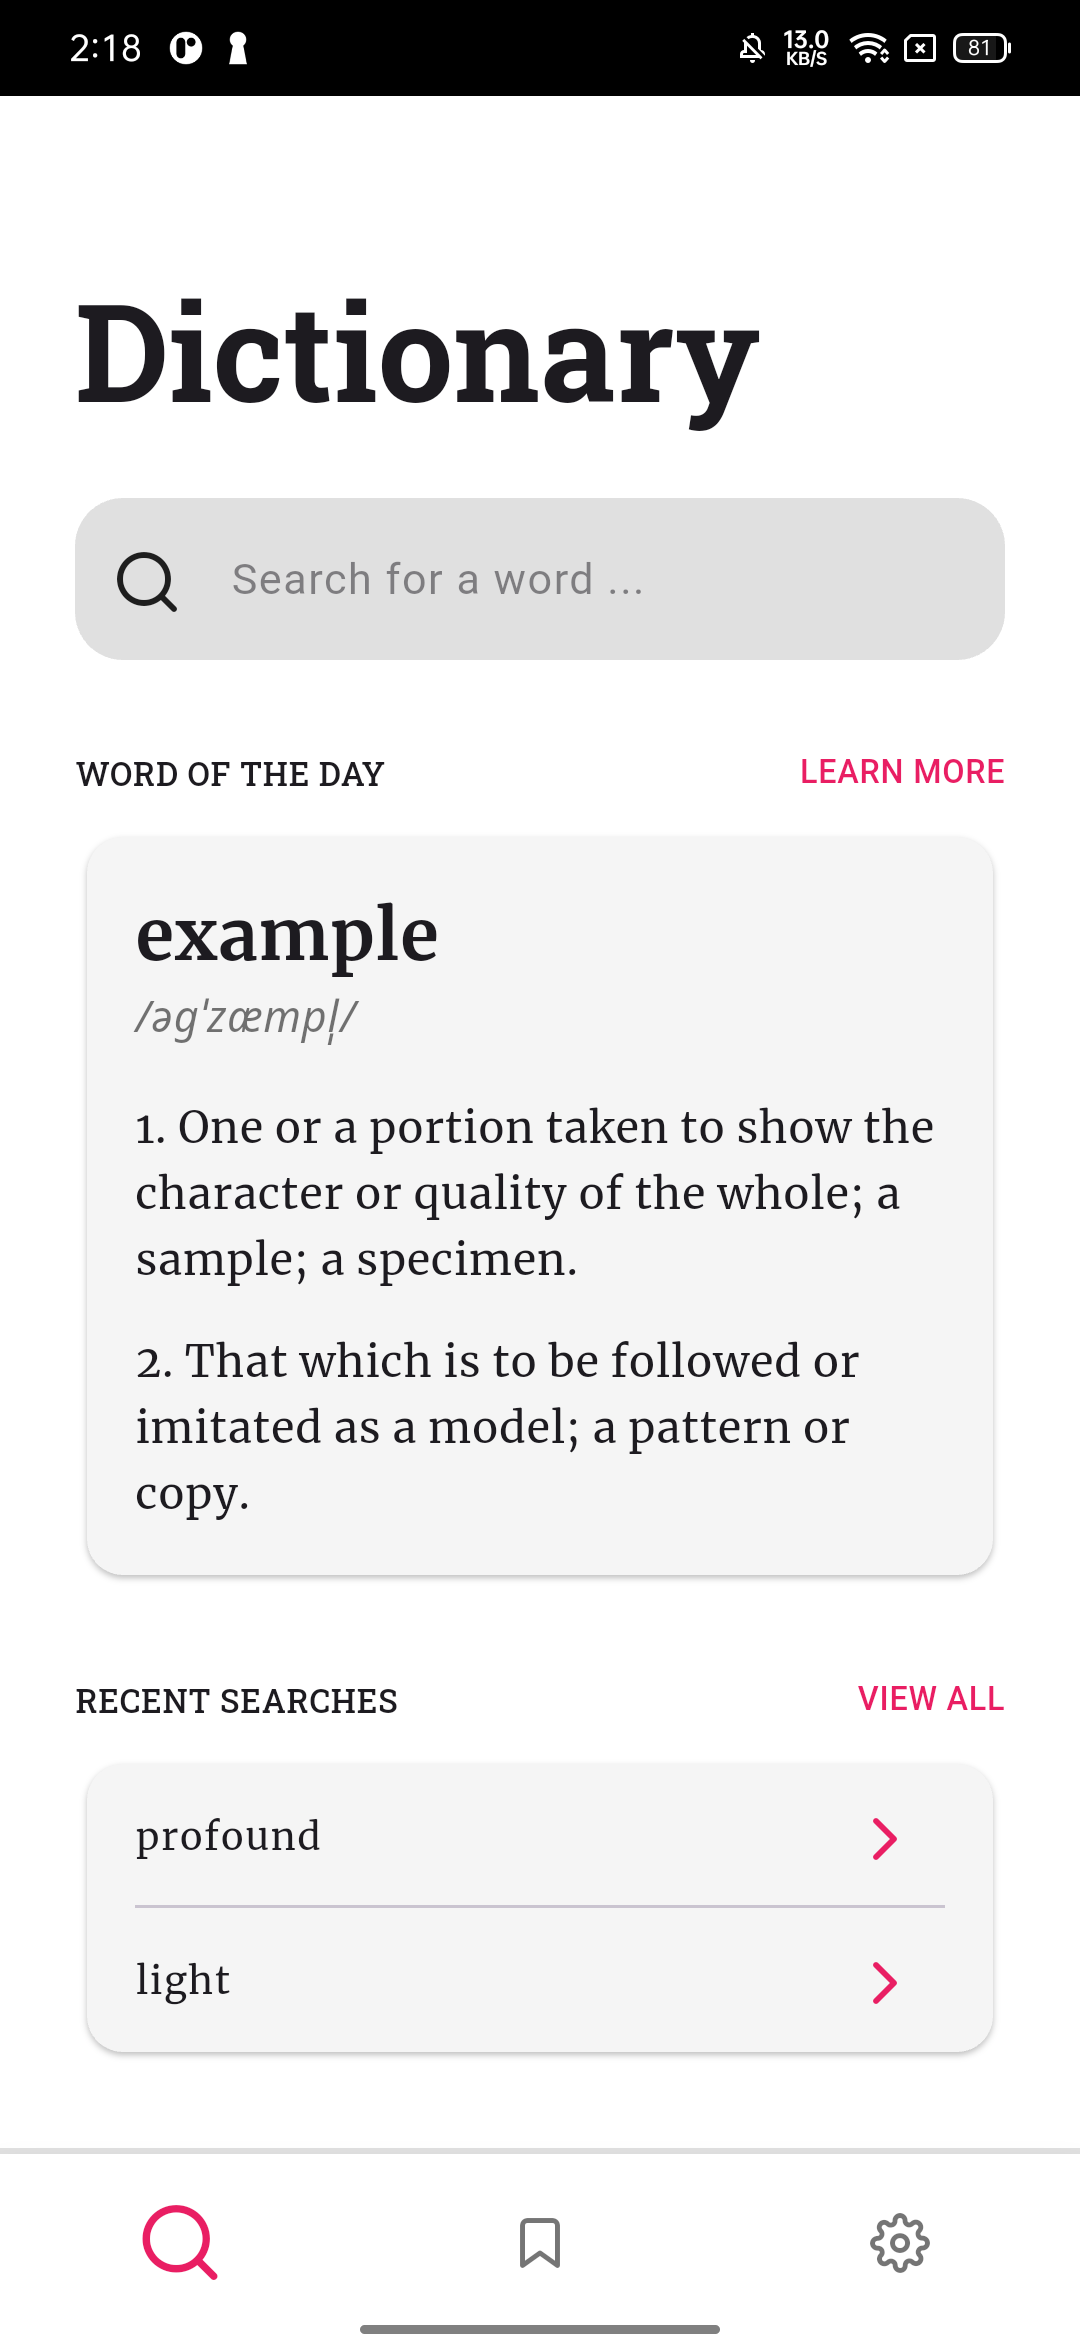 2:18
13.0
KB/S
81
Dictionary
Search for a word ...
WORD OF THE DAY
LEARN MORE
example
/əg'zæmpl̩/
1. One or a portion taken to show the
character or quality of the whole; a
sample; a specimen.
2. That which is to be followed or
imitated as a model; a pattern or
copy.
RECENT SEARCHES
VIEW ALL
profound
light